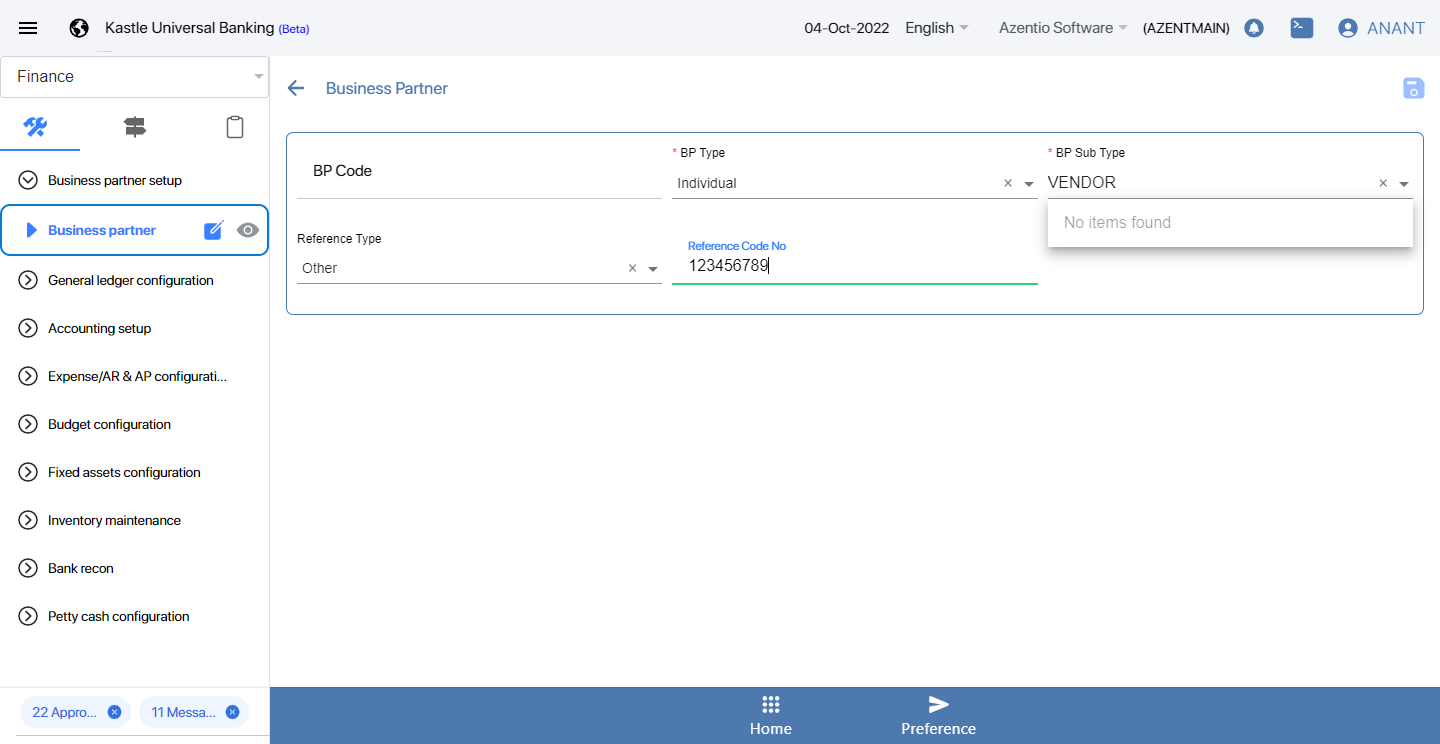 Kastle Universal Banking (Beta)
04-Oct-2022
English
Azentio Software
(AZENTMAIN)
ANANT
Finance
Business partner setup
Business partner
General ledger configuration
Accounting setup
Expense/AR & AP configurati...
Budget configuration
Fixed assets configuration
Inventory maintenance
Bank recon
Petty cash configuration
22 Appro...
11 Messa...
Business Partner
BP Code
* BP Type
Individual
* BP Sub Type
VENDOR
No items found
Reference Type
Other
Reference Code No
123456789
Home
Preference